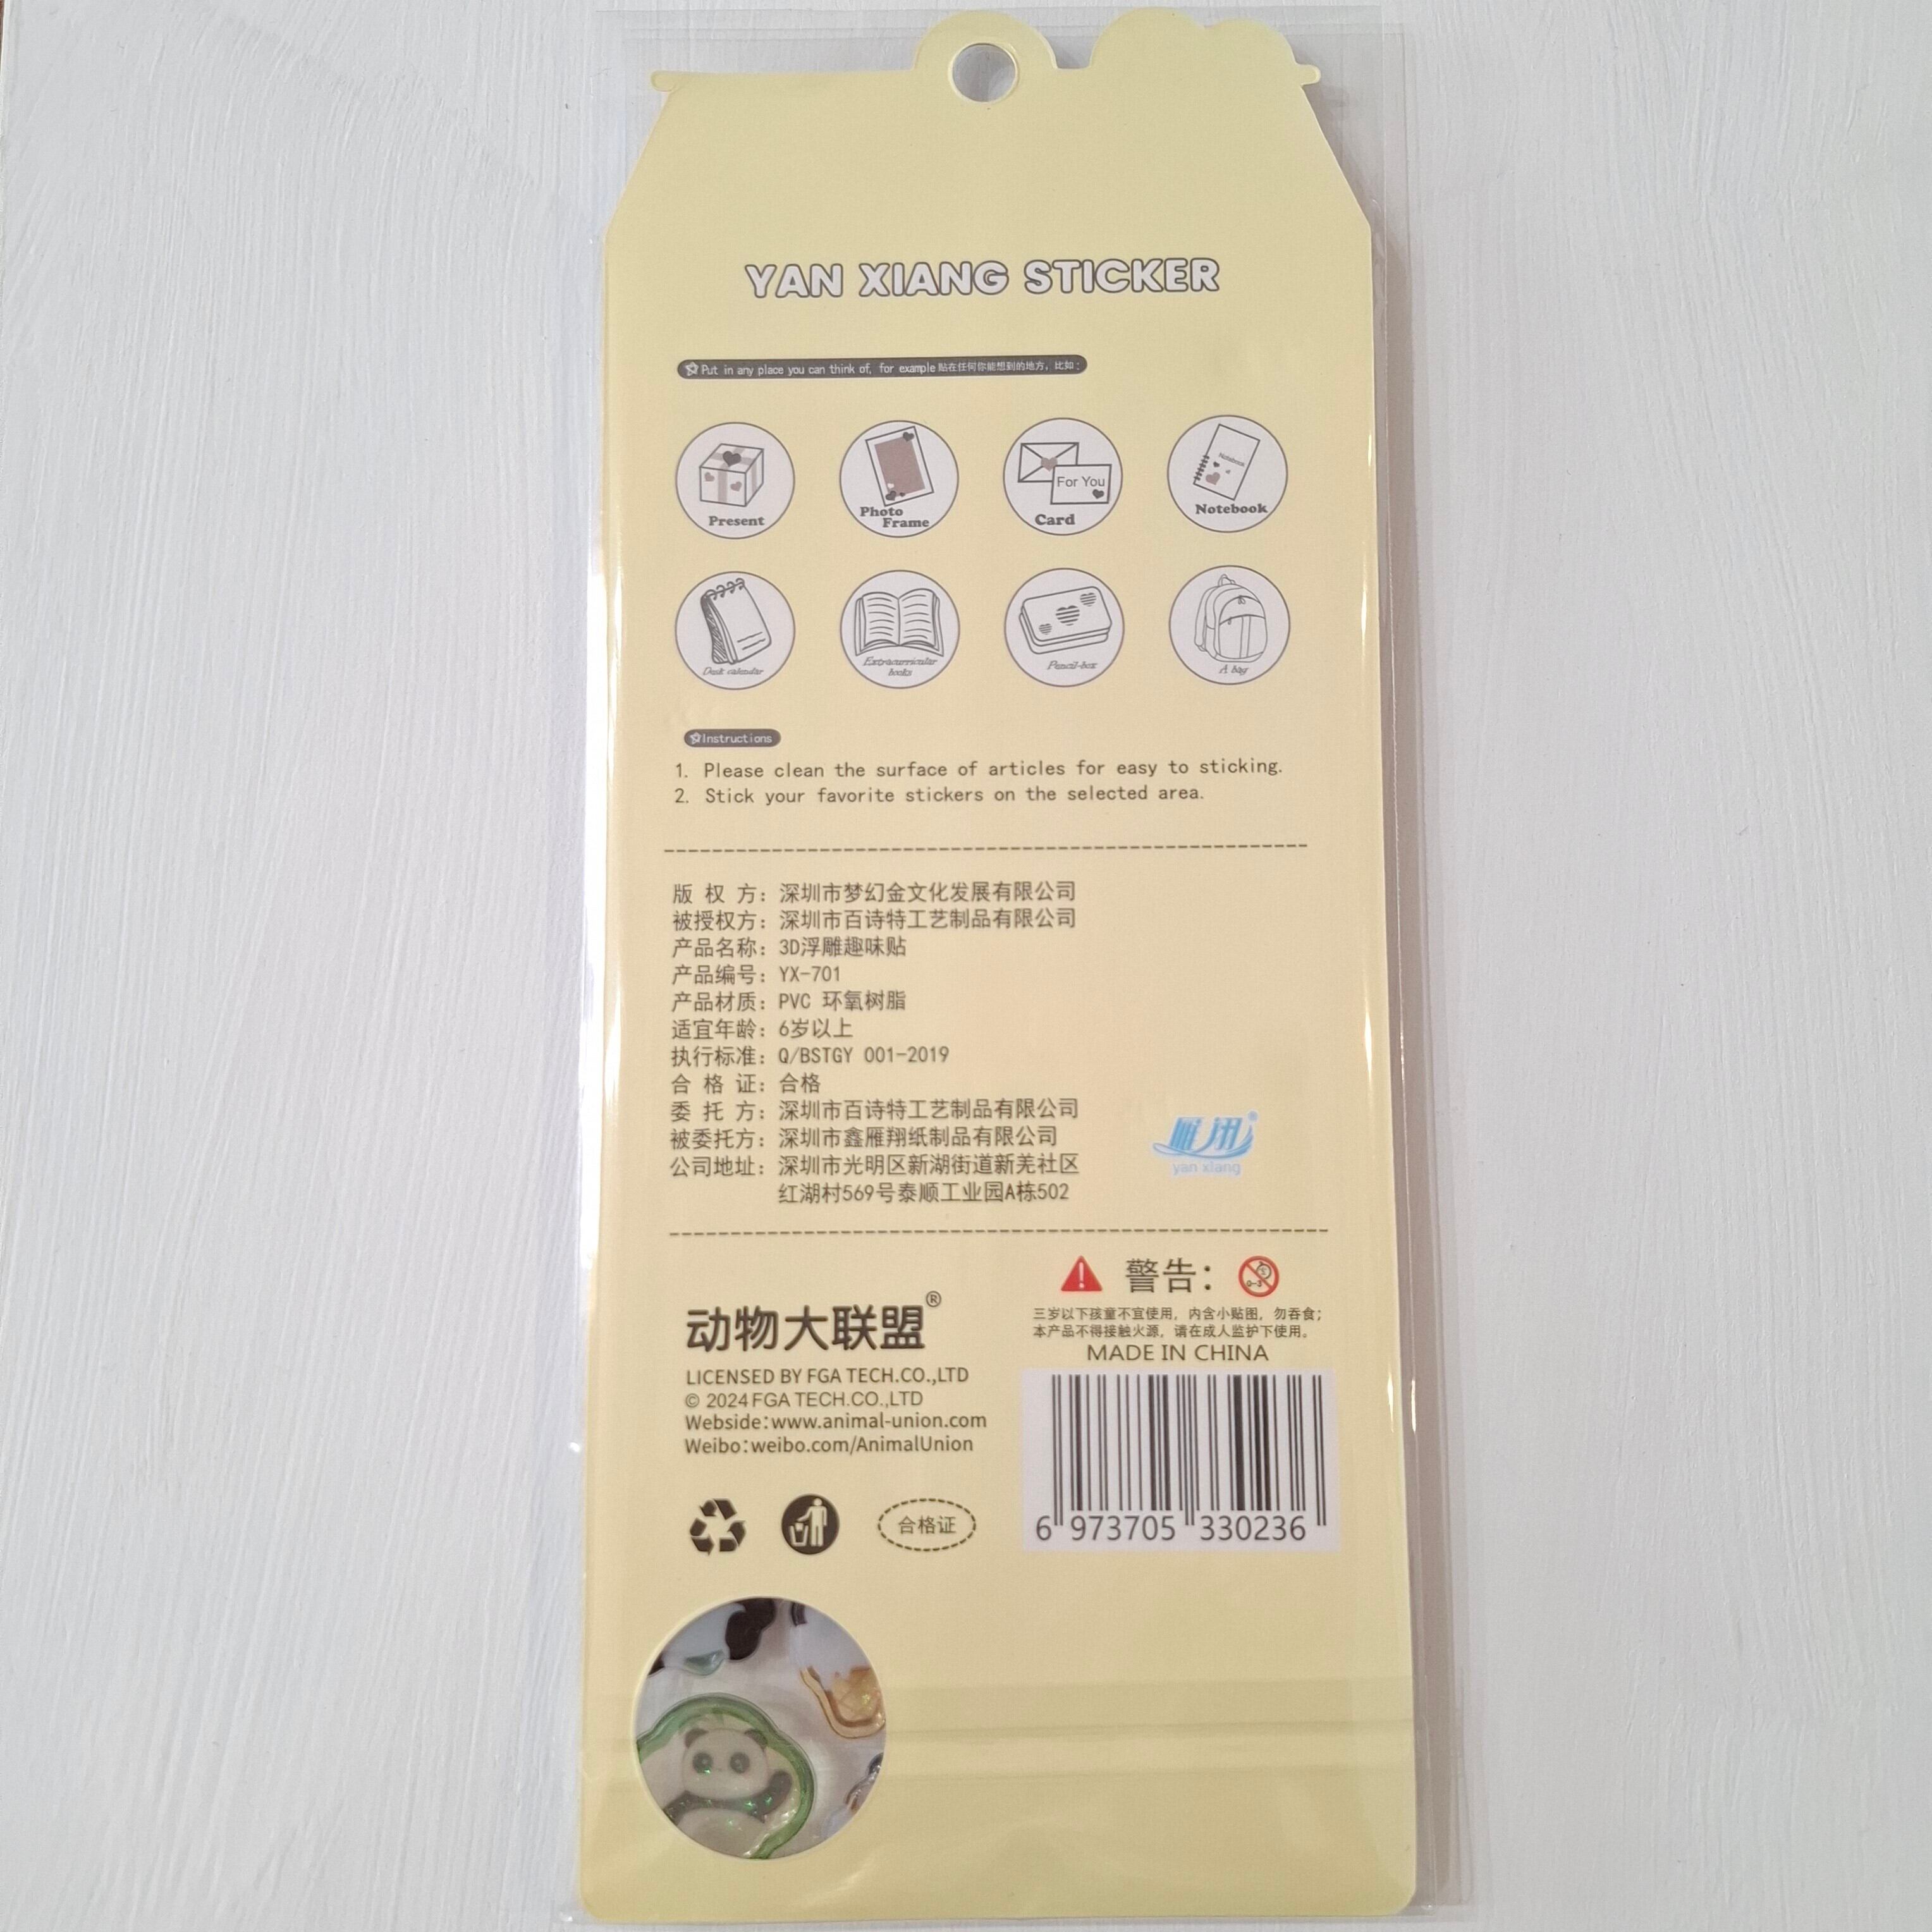 YAN XIANG STICKER
Put in any place you can think of, for example 贴在任何你能想到的地方，比如：
Present
Photo
Frame
For You
Card
Notebook
Notebook
Desk calendar
Extracurricular
books
Pencil-box
A bag
Instructions
1. Please clean the surface of articles for easy to sticking.
2. Stick your favorite stickers on the selected area.
版 权 方：深圳市梦幻金文化发展有限公司
被授权方：深圳市百诗特工艺制品有限公司
产品名称：3D浮雕趣味贴
产品编号：YX-701
产品材质：PVC 环氧树脂
适宜年龄：6岁以上
执行标准：Q/BSTGY 001-2019
合 格 证：合格
委 托 方：深圳市百诗特工艺制品有限公司
被委托方：深圳市鑫雁翔纸制品有限公司
公司地址：深圳市光明区新湖街道新羌社区
红湖村569号泰顺工业园A栋502
雁翔®
yan xiang
动物大联盟®
LICENSED BY FGA TECH.CO.,LTD
© 2024 FGA TECH.CO.,LTD
Webside:www.animal-union.com
Weibo:weibo.com/AnimalUnion
合格证
警告：
0-3
三岁以下孩童不宜使用，内含小贴图，勿吞食；
本产品不得接触火源，请在成人监护下使用。
MADE IN CHINA
6 973705 330236